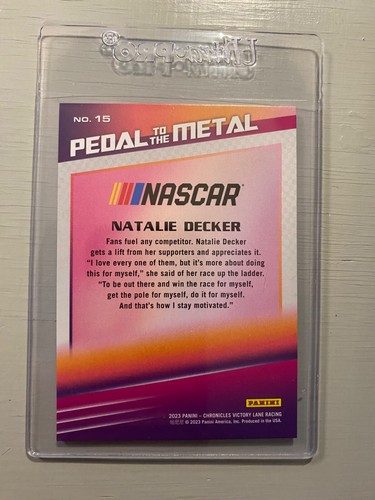 Ultra•pro
NO. 15
PEDAL TO THE METAL
NASCAR
NATALIE DECKER
Fans fuel any competitor. Natalie Decker
gets a lift from her supporters and appreciates it.
"I love every one of them, but it's more about doing
this for myself," she said of her race up the ladder.
"To be out there and win the race for myself,
get the pole for myself, do it for myself.
And that's how I stay motivated."
PANINI
2023 PANINI – CHRONICLES VICTORY LANE RACING
© 2023 Panini America, Inc. Produced in the USA.